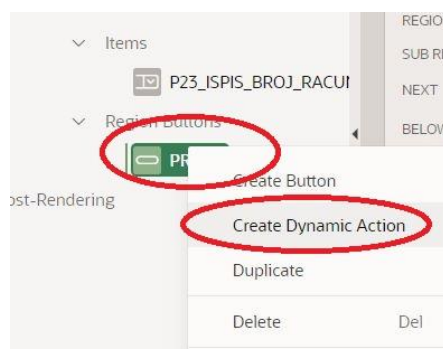 REGIO
Items
SUB RI
P23_ISPIS_BROJ_RACUI
NEXT
Region Buttons
BELOW
PR
Create Button
ost-Rendering
Create Dynamic Action
Duplicate
Delete Del